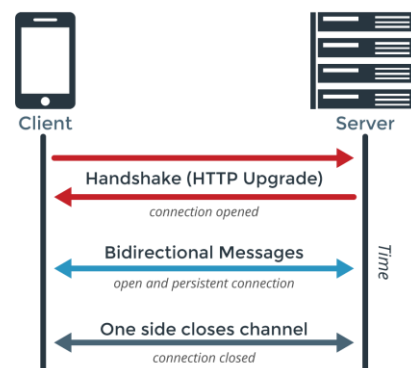 Client
Server
Handshake (HTTP Upgrade)
connection opened
Bidirectional Messages
open and persistent connection
Time
One side closes channel
connection closed